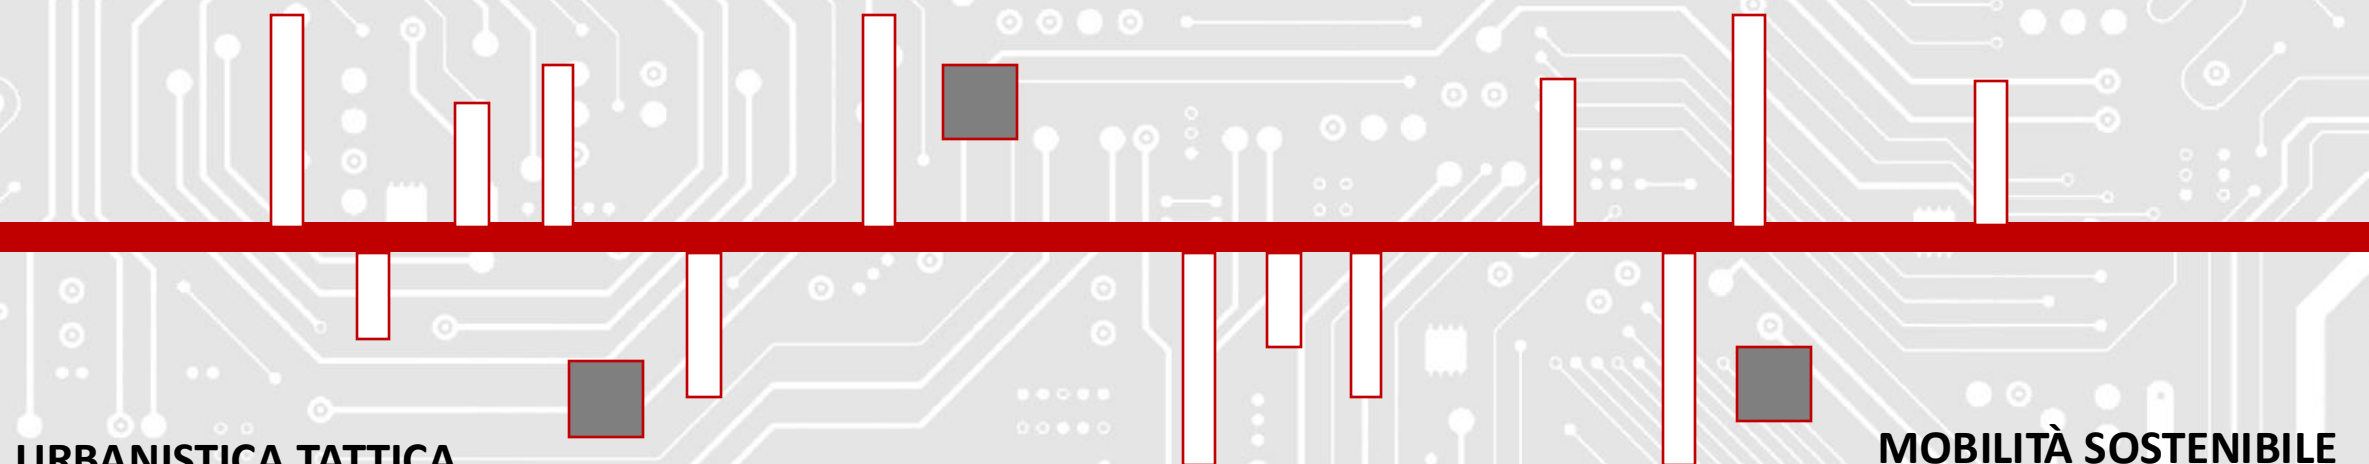 URBANISTICA TATTICA
MOBILITÀ SOSTENIBILE